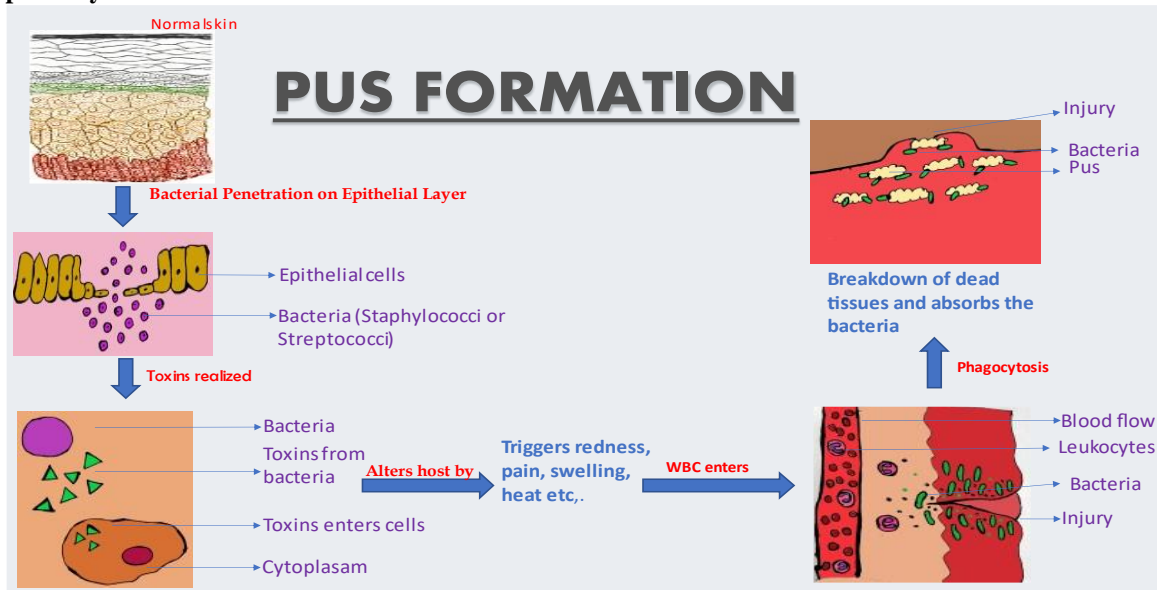 Normalskin
PUS FORMATION
Injury
Bacteria
Pus
Bacterial Penetration on Epithelial Layer
Epithelial cells
Bacteria (Staphylococci or
Streptococci)
Breakdown of dead
tissues and absorbs the
bacteria
Toxins realized
Phagocytosis
Bacteria
Toxins from
bacteria
Toxins enters cells
Cytoplasam
Alters host by
Triggers redness,
pain, swelling,
heat etc,.
WBC enters
Blood flow
Leukocytes
Bacteria
Injury